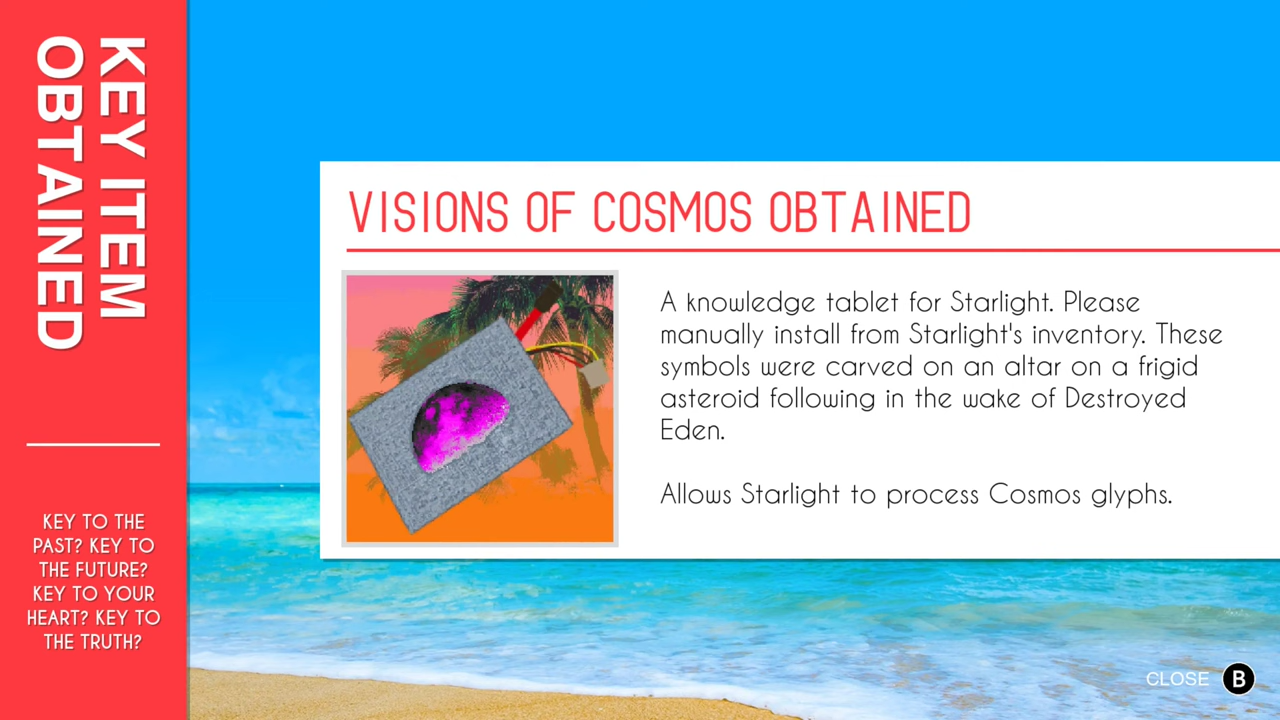 KEY ITEM
OBTAINED
KEY TO THE
PAST? KEY TO
THE FUTURE?
KEY TO YOUR
HEART? KEY TO
THE TRUTH?
VISIONS OF COSMOS OBTAINED
A knowledge tablet for Starlight. Please
manually install from Starlight's inventory. These
symbols were carved on an altar on a frigid
asteroid following in the wake of Destroyed
Eden.
Allows Starlight to process Cosmos glyphs.
CLOSE B